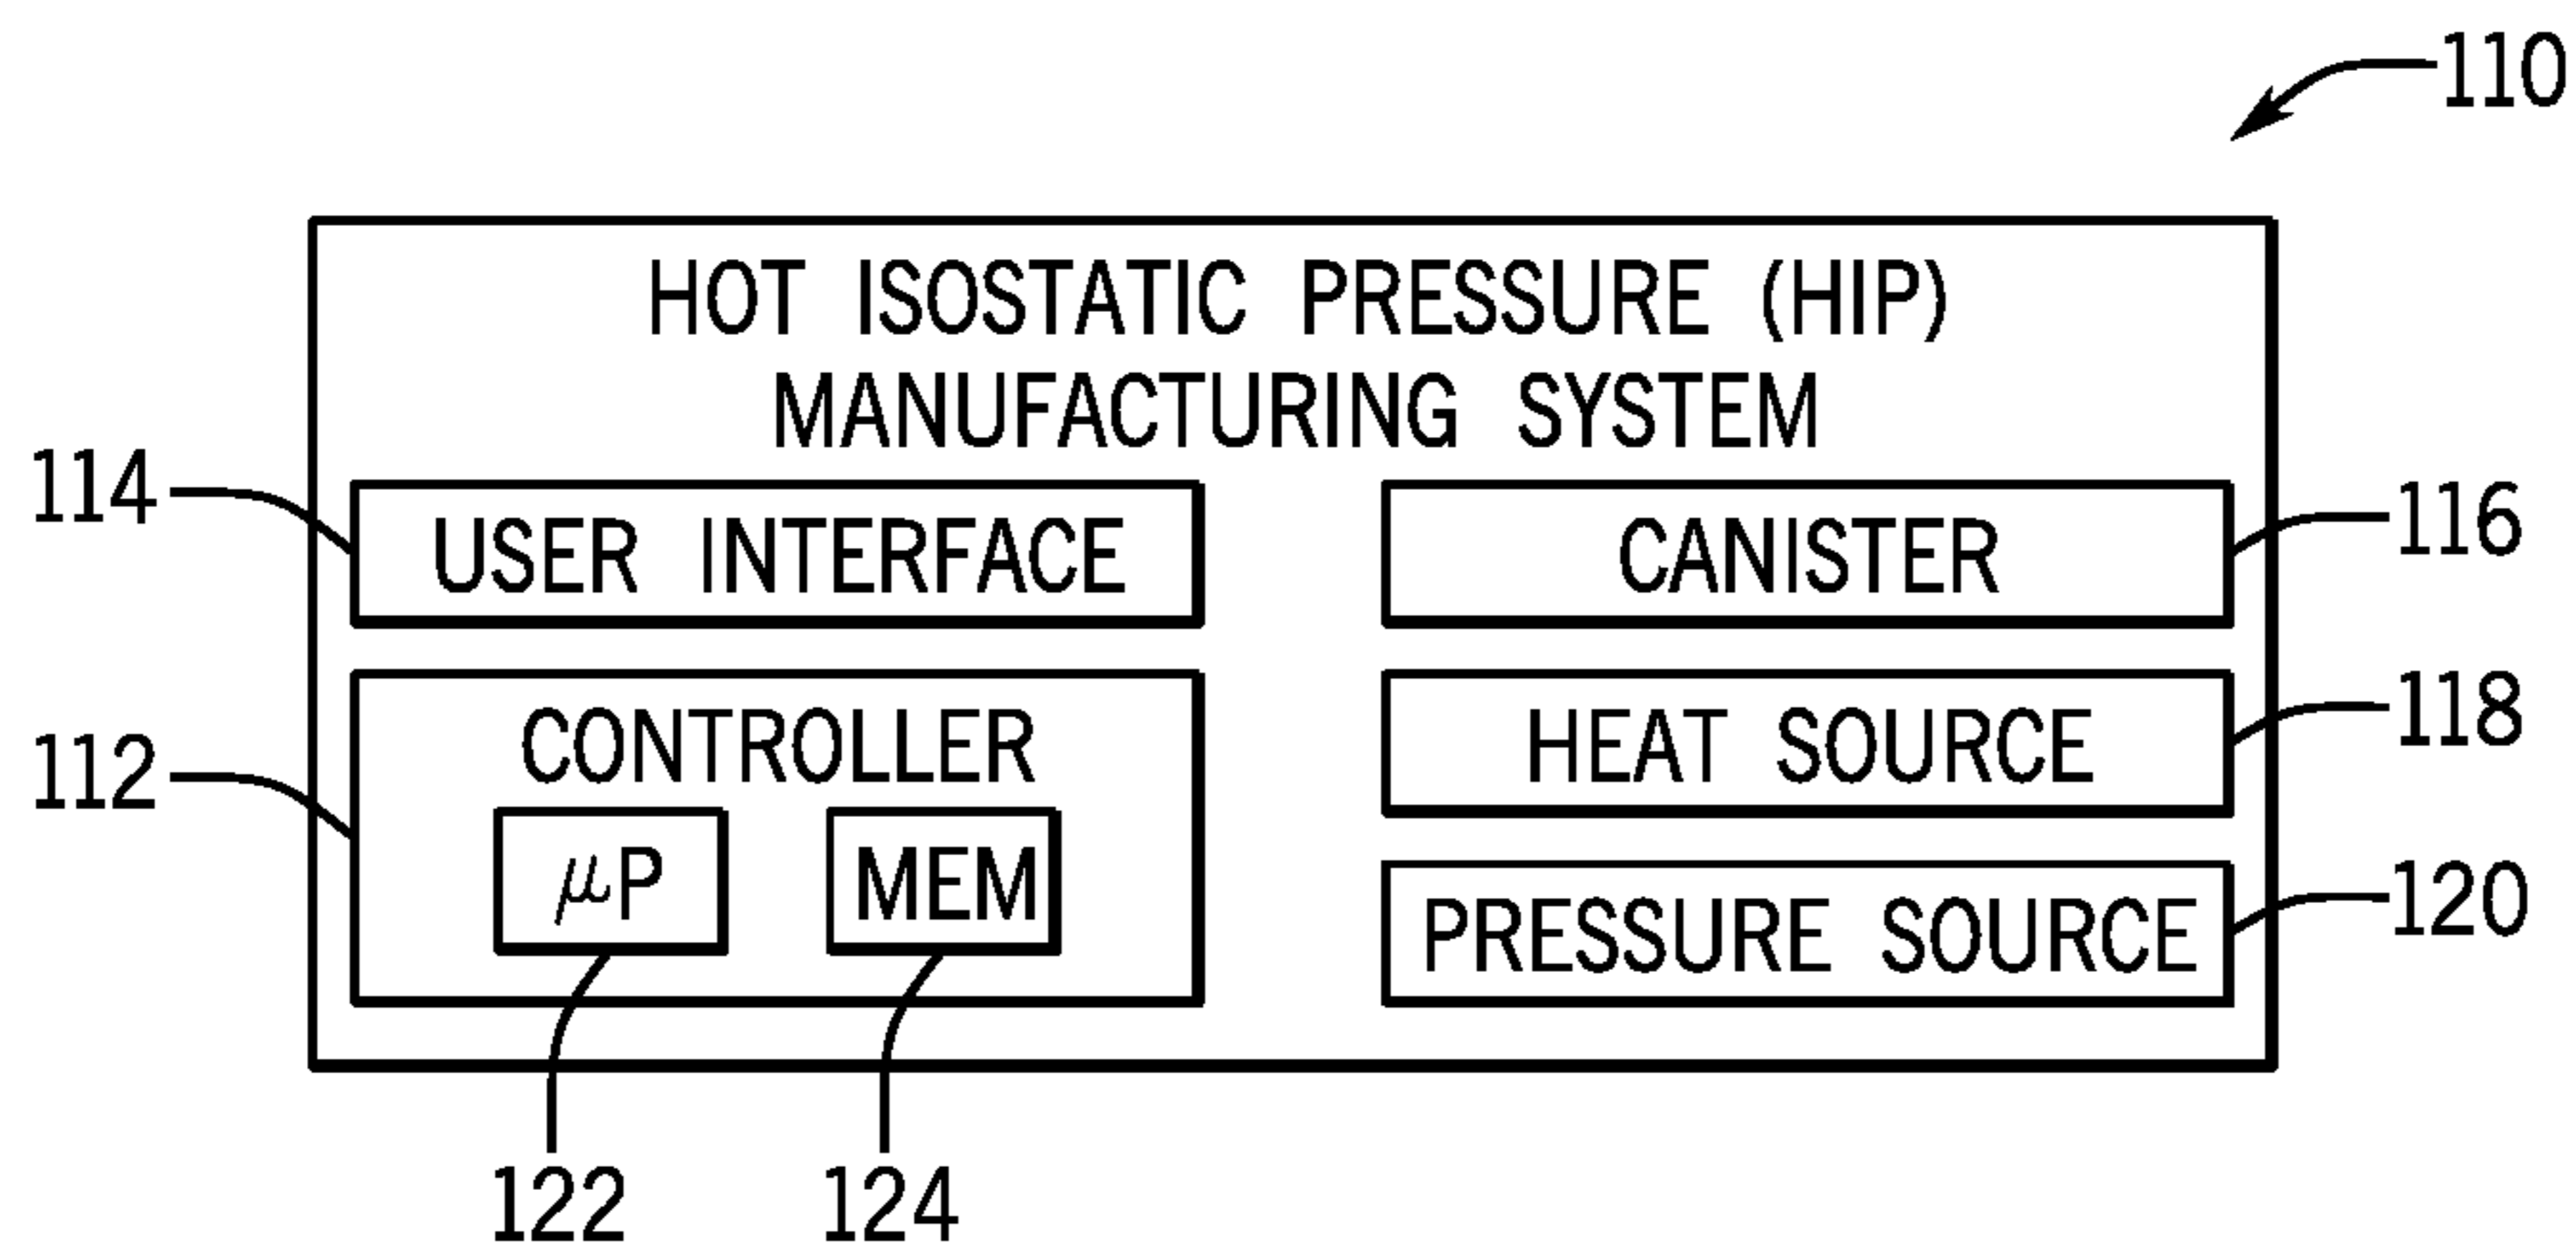 110
HOT ISOSTATIC PRESSURE (HIP)
MANUFACTURING SYSTEM
114
USER INTERFACE
CANISTER
116
112
CONTROLLER
μP
MEM
HEAT SOURCE
118
PRESSURE SOURCE
120
122
124